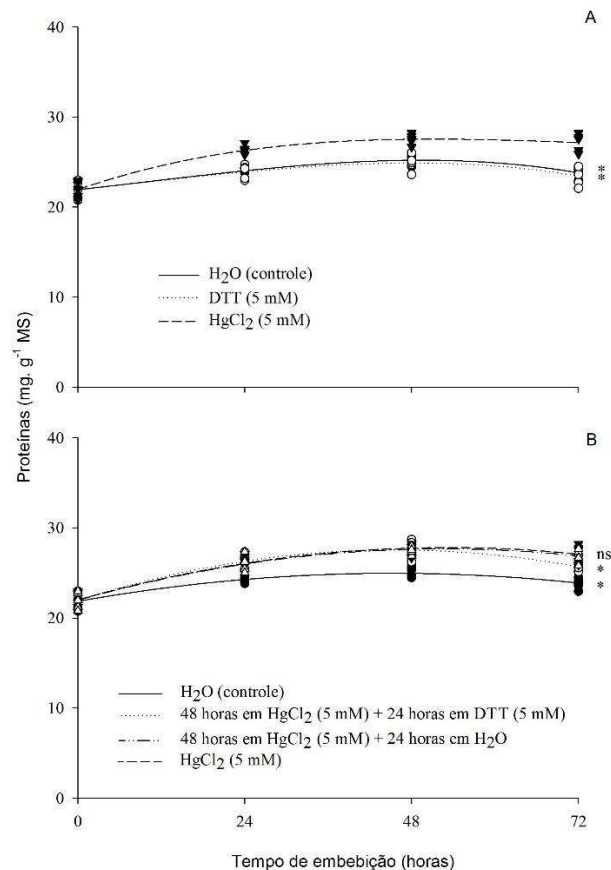 A
40
30
20
10
0
*
*
H₂O (controle)
DTT (5 mM)
HgCl₂ (5 mM)
Proteínas (mg. g⁻¹ MS)
B
40
30
20
10
0
ns
*
*
H₂O (controle)
48 horas em HgCl₂ (5 mM) + 24 horas em DTT (5 mM)
48 horas em HgCl₂ (5 mM) + 24 horas em H₂O
HgCl₂ (5 mM)
0 24 48 72
Tempo de embebição (horas)